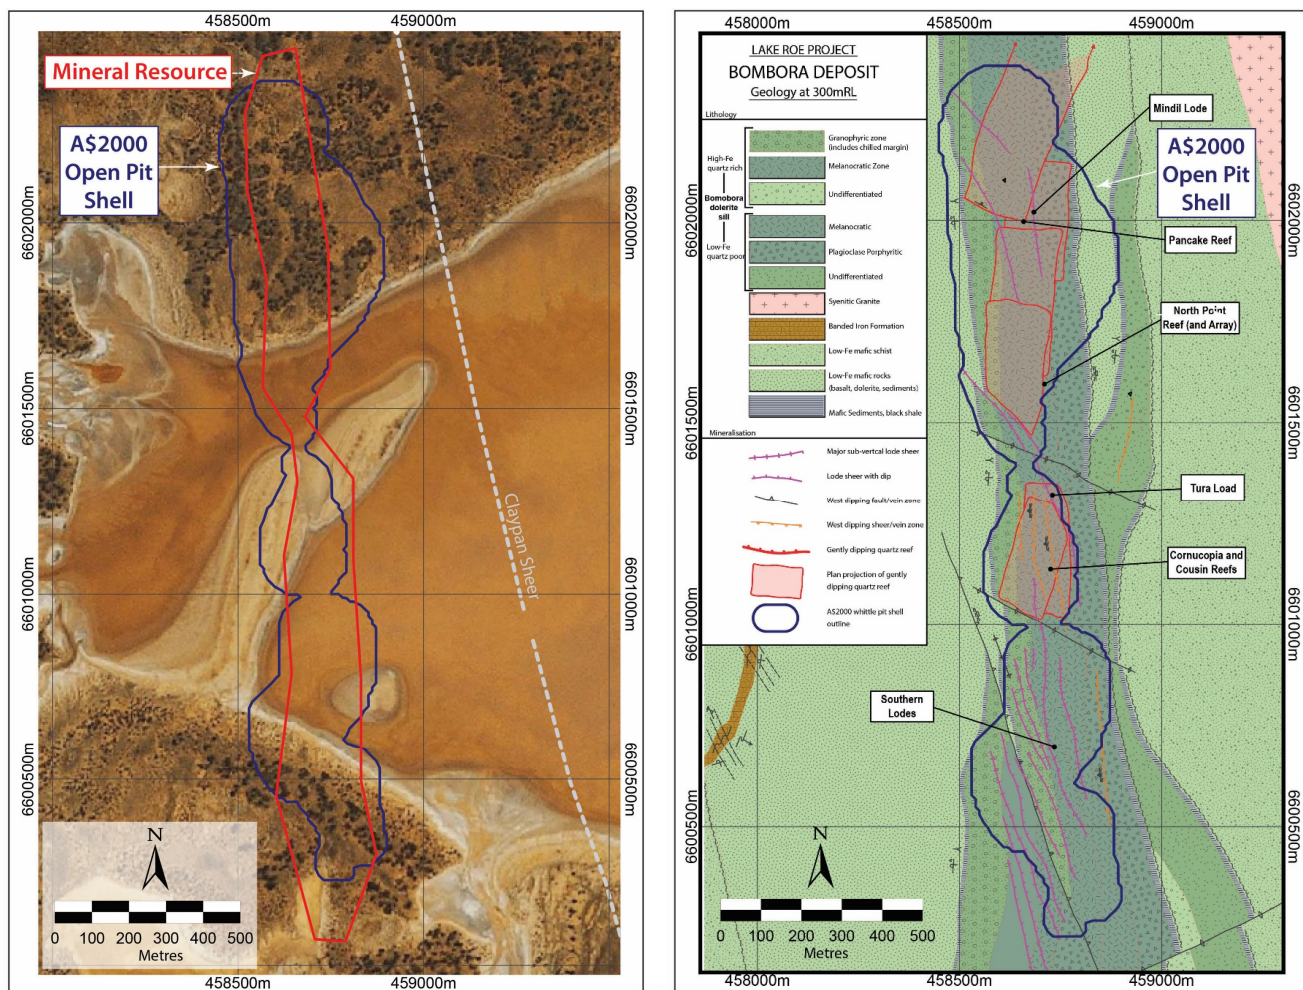 458500m
459000m
Mineral Resource
A$2000
Open Pit
Shell
6602000m
6602000m
6601500m
6601500m
Claypan Sheer
6601000m
6601000m
6600500m
6600500m
N
0 100 200 300 400 500
Metres
458500m
459000m
458000m
458500m
459000m
LAKE ROE PROJECT
BOMBORA DEPOSIT
Geology at 300mRL
Lithology
High-Fe
quartz rich
Bomobora
dolerite
sill
Low-Fe
quartz poor
Granophyric zone
(includes chilled margin)
Melanocratic Zone
Undifferentiated
Melanocratic
Plagioclase Porphyritic
Undifferentiated
Syenitic Granite
Banded Iron Formation
Low-Fe mafic schist
Low-Fe mafic rocks
(basalt, dolerite, sediments)
Mafic Sediments, black shale
Mineralisation
Major sub-vertcal lode sheer
Lode sheer with dip
West dipping fault/vein zone
West dipping sheer/vein zone
Gently dipping quartz reef
Plan projection of gently
dipping quartz reef
A$2000 whittle pit shell
outline
Mindil Lode
A$2000
Open Pit
Shell
Pancake Reef
North Point
Reef (and Array)
Tura Load
Cornucopia and
Cousin Reefs
Southern
Lodes
6602000m
6602000m
6601500m
6601500m
6601000m
6601000m
6600500m
6600500m
N
0 100 200 300 400 500
Metres
458000m
458500m
459000m